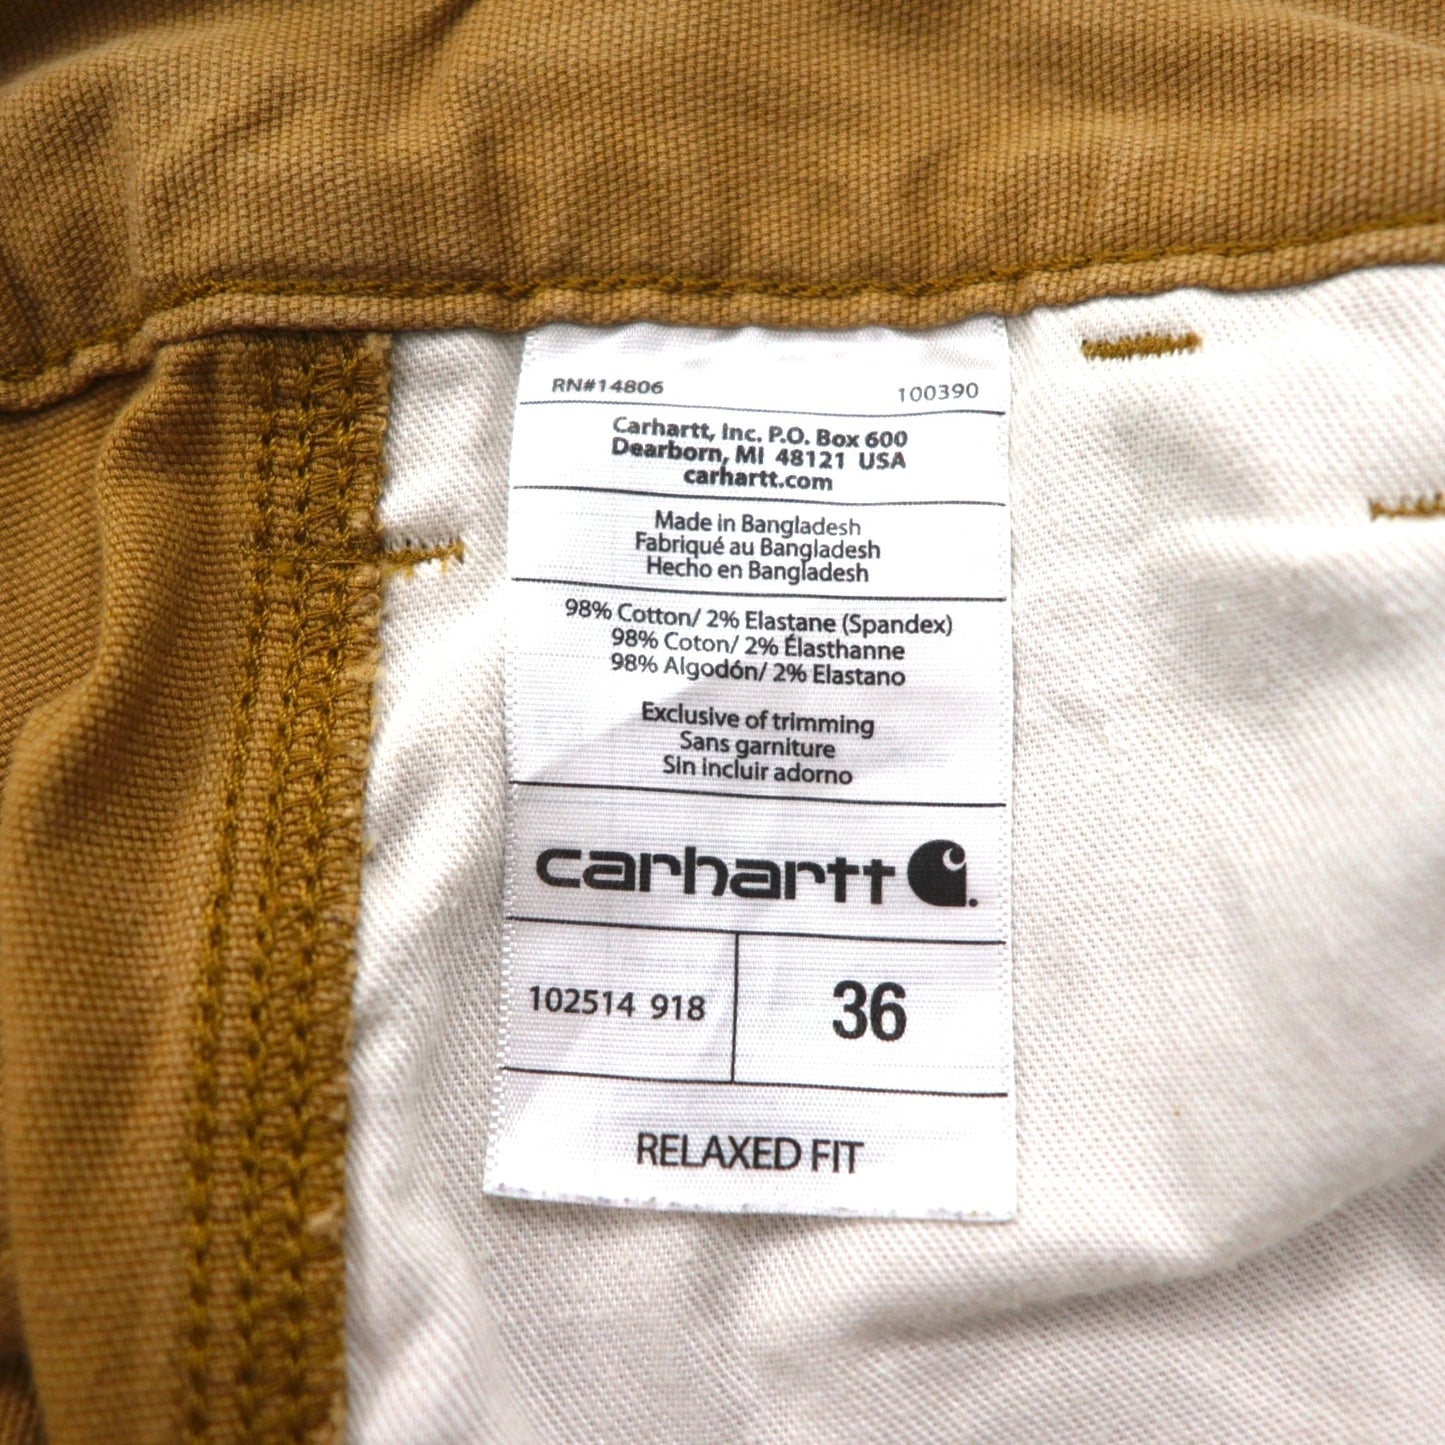 RN#14806 100390
Carhartt, Inc. P.O. Box 600
Dearborn, MI 48121 USA
carhartt.com
Made in Bangladesh
Fabriqué au Bangladesh
Hecho en Bangladesh
98% Cotton/ 2% Elastane (Spandex)
98% Coton/ 2% Élasthanne
98% Algodón/ 2% Elastano
Exclusive of trimming
Sans garniture
Sin incluir adorno
carhartt
102514 918 36
RELAXED FIT